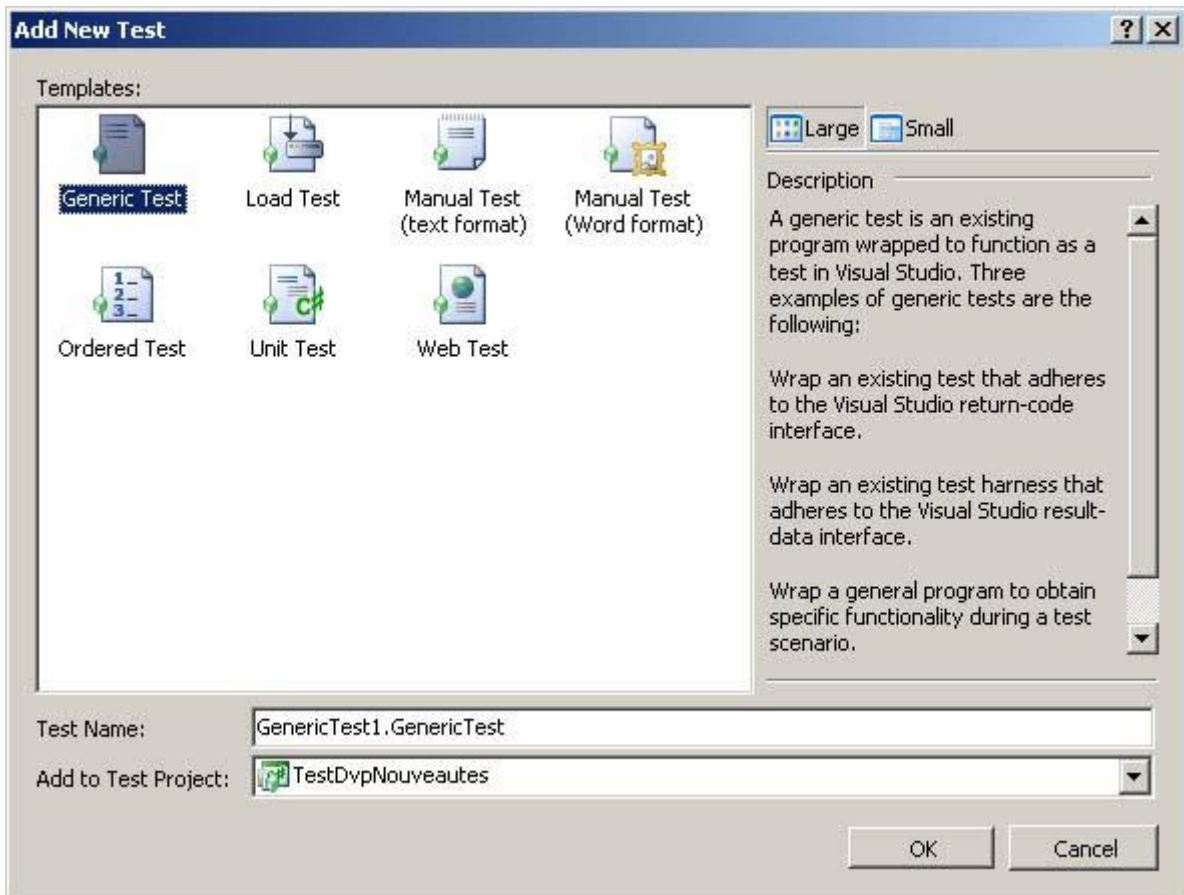 Add New Test
Templates:
Generic Test
Load Test
Manual Test
(text format)
Manual Test
(Word format)
Ordered Test
Unit Test
Web Test
Large
Small
Description
A generic test is an existing
program wrapped to function as a
test in Visual Studio. Three
examples of generic tests are the
following:
Wrap an existing test that adheres
to the Visual Studio return-code
interface.
Wrap an existing test harness that
adheres to the Visual Studio result-
data interface.
Wrap a general program to obtain
specific functionality during a test
scenario.
Test Name:
GenericTest1.GenericTest
Add to Test Project:
TestDvpNouveautes
OK
Cancel